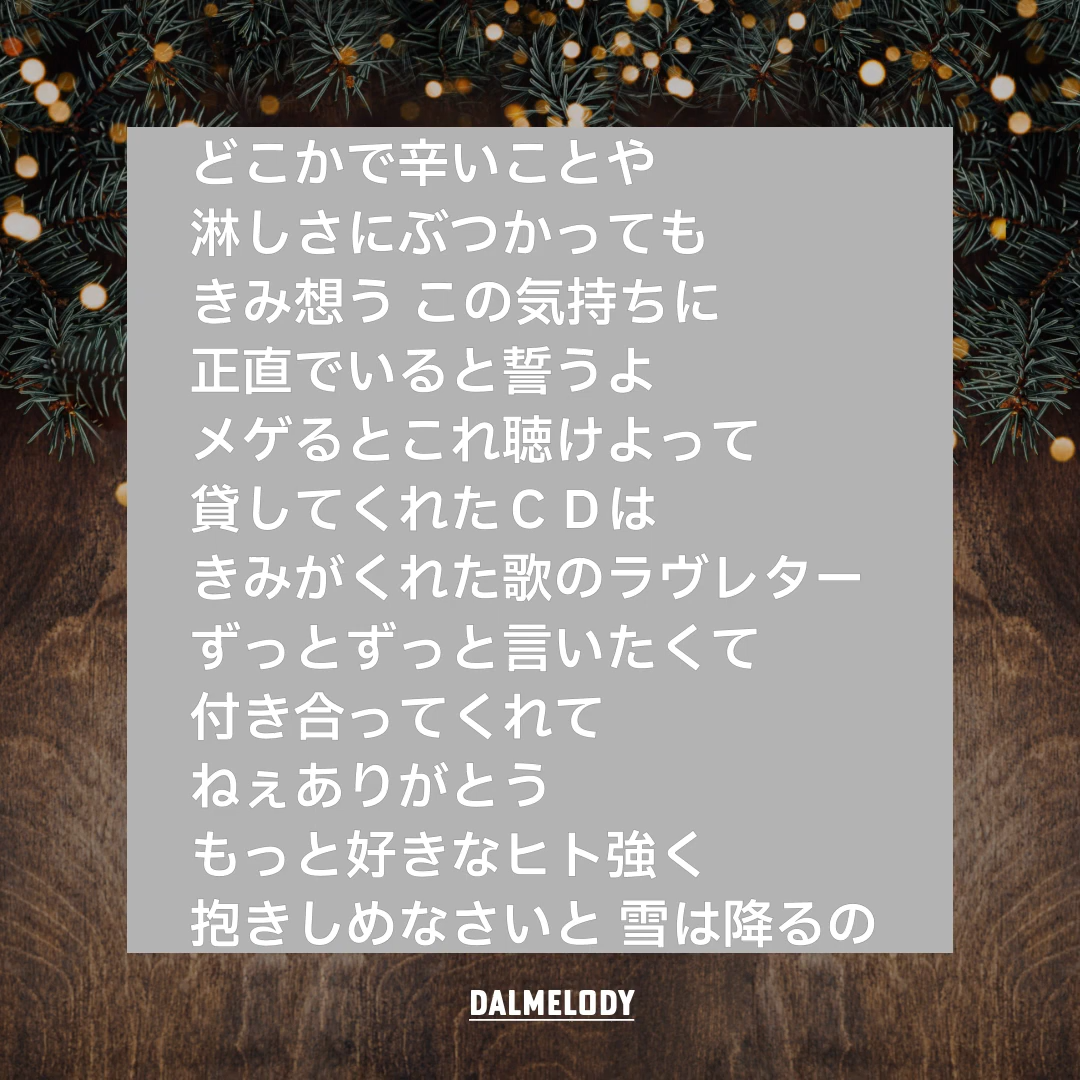 どこかで辛いことや
淋しさにぶつかっても
きみ想う この気持ちに
正直でいると誓うよ
メゲるとこれ聴けよって
貸してくれたＣＤは
きみがくれた歌のラヴレター
ずっとずっと言いたくて
付き合ってくれて
ねぇありがとう
もっと好きなヒト強く
抱きしめなさいと 雪は降るの
DALMELODY